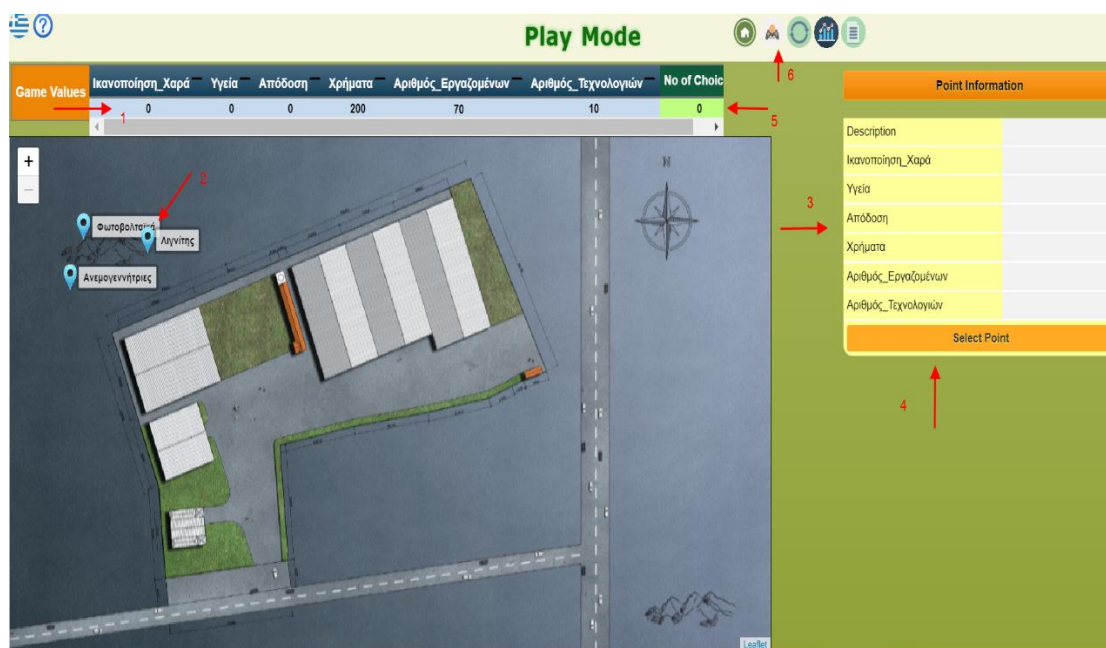 ?
Play Mode
6
Game Values
Ικανοποίηση_Χαρά Υγεία Απόδοση Χρήματα Αριθμός_Εργαζομένων Αριθμός_Τεχνολογιών No of Choic
0 0 0 200 70 10 0
1
5
Point Information
Description
Ικανοποίηση_Χαρά
Υγεία
Απόδοση
Χρήματα
Αριθμός_Εργαζομένων
Αριθμός_Τεχνολογιών
Select Point
3
4
+
−
2
Φωτοβολταϊκά
Λιγνίτης
Ανεμογεννήτριες
N
Leaflet